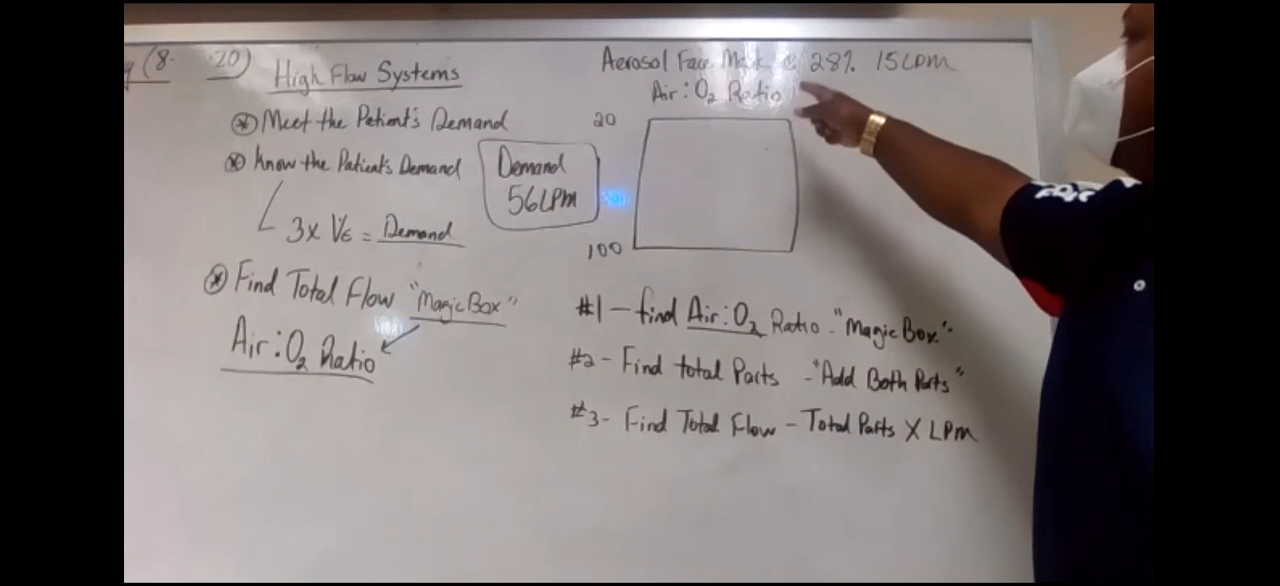 (8- 20)
High Flow Systems
⊛ Meet the Patient's Demand
⊛ Know the Patient's Demand
3x VE = Demand
⊛ Find Total Flow "Magic Box"
Air:O2 Ratio
Demand
56LPM
Aerosol Face Mask @ 28% 15LPM
Air:O2 Ratio
20
100
#1 - find Air:O2 Ratio - "Magic Box"
#2 - Find total Parts - "Add Both Parts"
#3 - Find Total Flow - Total Parts X LPM